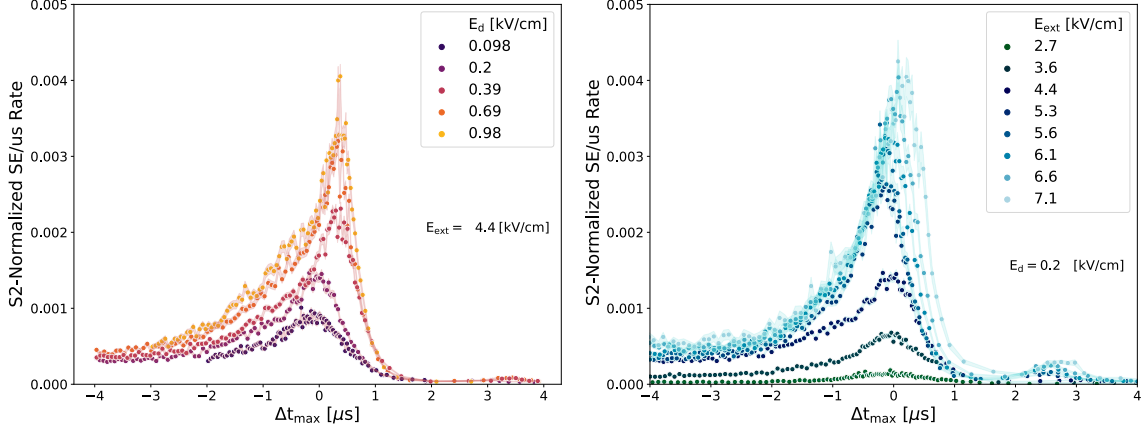 E_d [kV/cm]
0.098
0.2
0.39
0.69
0.98
E_ext = 4.4 [kV/cm]
S2-Normalized SE/us Rate
0.005
0.004
0.003
0.002
0.001
0.000
−4 −3 −2 −1 0 1 2 3 4
Δt_max [μs]
E_ext [kV/cm]
2.7
3.6
4.4
5.3
5.6
6.1
6.6
7.1
E_d = 0.2 [kV/cm]
S2-Normalized SE/us Rate
0.005
0.004
0.003
0.002
0.001
0.000
−4 −3 −2 −1 0 1 2 3 4
Δt_max [μs]